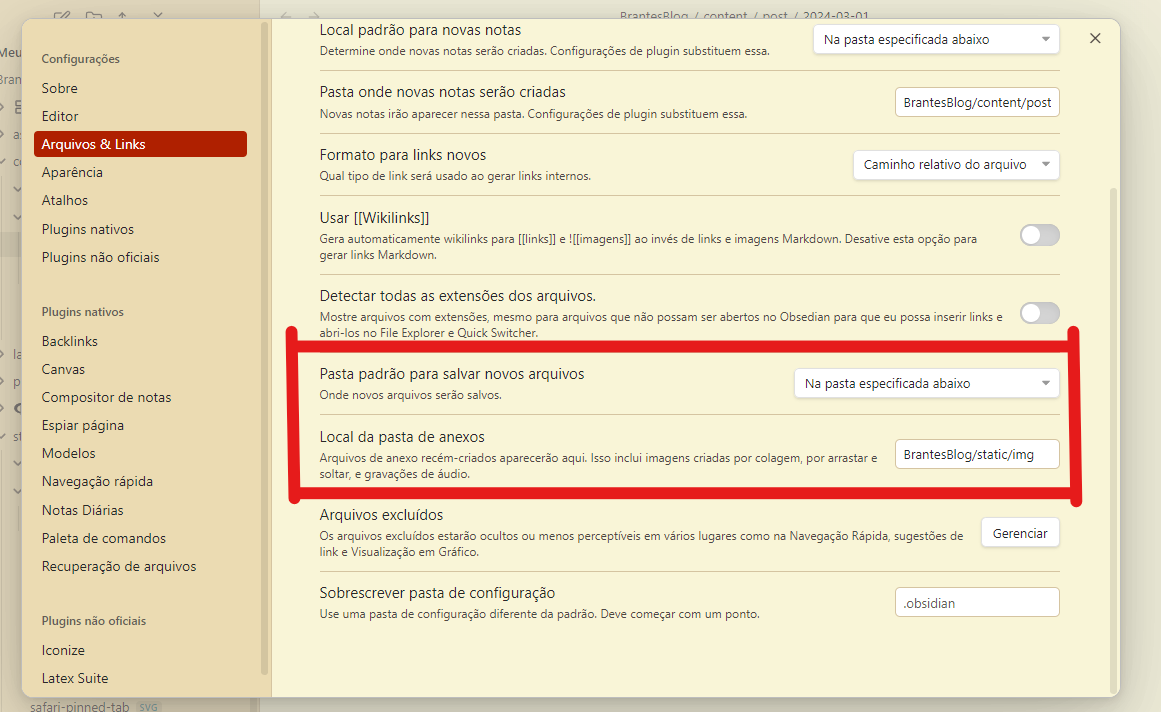 BrantesBlog / content / post / 2024-03-01
Meu
Bran
as
co
la
p
st
safari-pinned-tab SVG
Configurações
Sobre
Editor
Arquivos & Links
Aparência
Atalhos
Plugins nativos
Plugins não oficiais
Plugins nativos
Backlinks
Canvas
Compositor de notas
Espiar página
Modelos
Navegação rápida
Notas Diárias
Paleta de comandos
Recuperação de arquivos
Plugins não oficiais
Iconize
Latex Suite
Local padrão para novas notas
Determine onde novas notas serão criadas. Configurações de plugin substituem essa.
Na pasta especificada abaixo
Pasta onde novas notas serão criadas
Novas notas irão aparecer nessa pasta. Configurações de plugin substituem essa.
BrantesBlog/content/post
Formato para links novos
Qual tipo de link será usado ao gerar links internos.
Caminho relativo do arquivo
Usar [[Wikilinks]]
Gera automaticamente wikilinks para [[links]] e ![[imagens]] ao invés de links e imagens Markdown. Desative esta opção para
gerar links Markdown.
Detectar todas as extensões dos arquivos.
Mostre arquivos com extensões, mesmo para arquivos que não possam ser abertos no Obsedian para que eu possa inserir links e
abri-los no File Explorer e Quick Switcher.
Pasta padrão para salvar novos arquivos
Onde novos arquivos serão salvos.
Na pasta especificada abaixo
Local da pasta de anexos
Arquivos de anexo recém-criados aparecerão aqui. Isso inclui imagens criadas por colagem, por arrastar e
soltar, e gravações de áudio.
BrantesBlog/static/img
Arquivos excluídos
Os arquivos excluídos estarão ocultos ou menos perceptíveis em vários lugares como na Navegação Rápida, sugestões de
link e Visualização em Gráfico.
Gerenciar
Sobrescrever pasta de configuração
Use uma pasta de configuração diferente da padrão. Deve começar com um ponto.
.obsidian